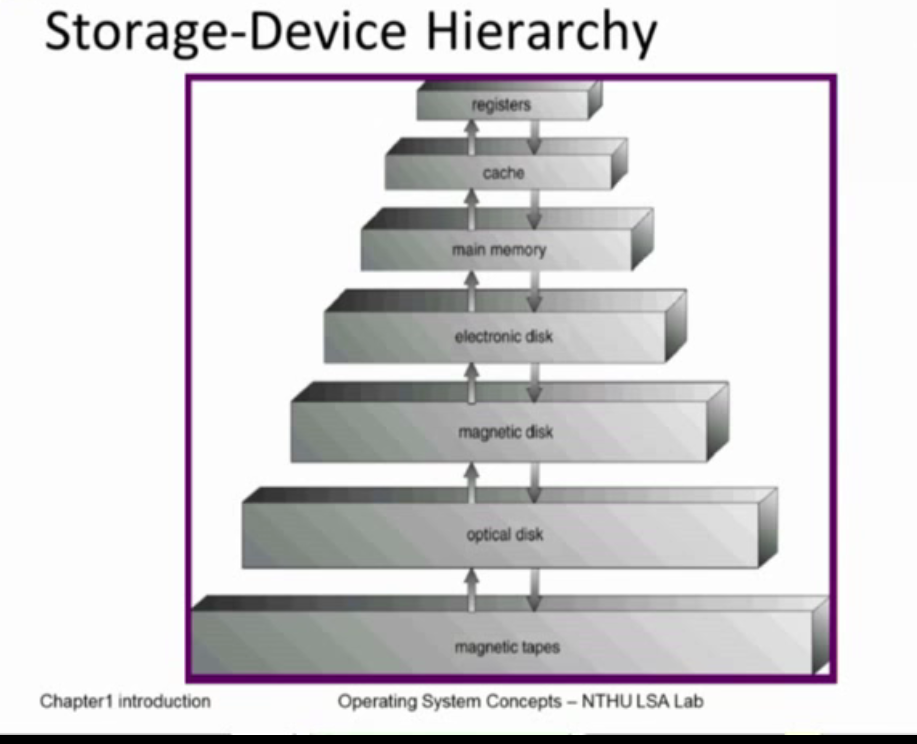 Storage-Device Hierarchy
registers
cache
main memory
electronic disk
magnetic disk
optical disk
magnetic tapes
Chapter1 introduction
Operating System Concepts – NTHU LSA Lab